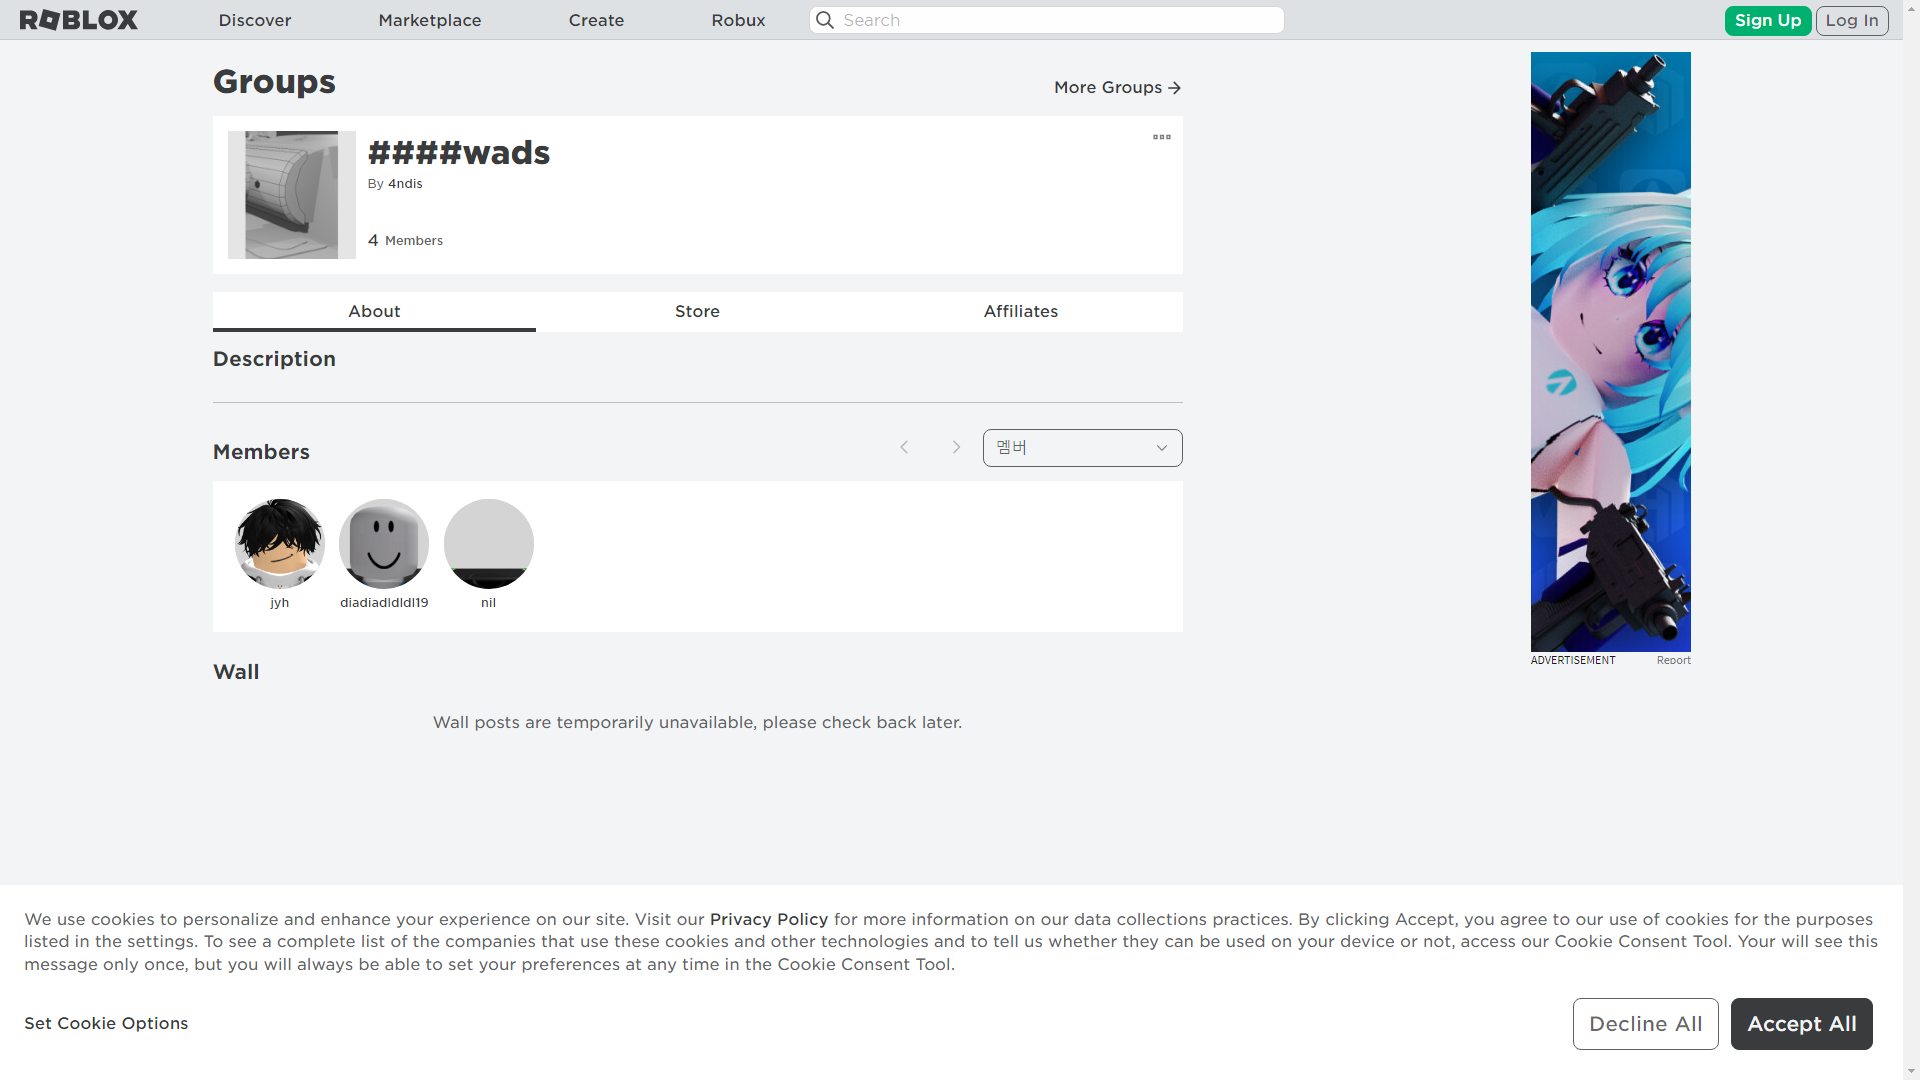 ROBLOX
Discover
Marketplace
Create
Robux
Search
Sign Up
Log In
Groups
More Groups
####wads
By 4ndis
4 Members
About
Store
Affiliates
Description
Members
멤버
jyh
diadiadldldl19
nil
ADVERTISEMENT
Report
Wall
Wall posts are temporarily unavailable, please check back later.
We use cookies to personalize and enhance your experience on our site. Visit our Privacy Policy for more information on our data collections practices. By clicking Accept, you agree to our use of cookies for the purposes
listed in the settings. To see a complete list of the companies that use these cookies and other technologies and to tell us whether they can be used on your device or not, access our Cookie Consent Tool. Your will see this
message only once, but you will always be able to set your preferences at any time in the Cookie Consent Tool.
Set Cookie Options
Decline All
Accept All